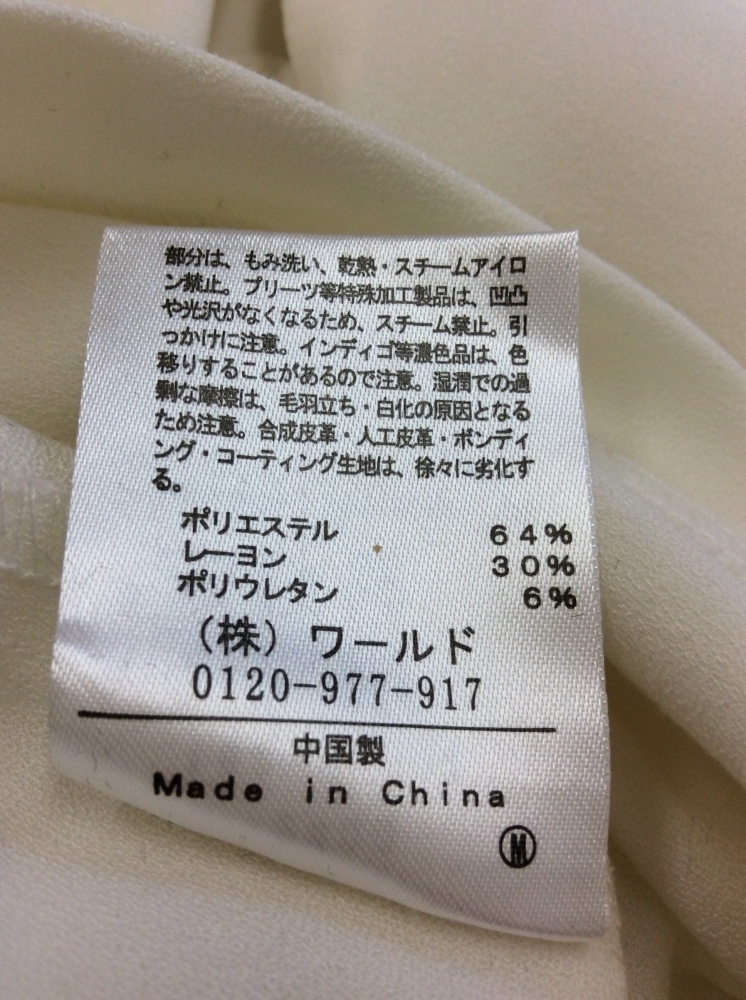 部分は、もみ洗い、乾熱・スチームアイロ
ン禁止。プリーツ等特殊加工製品は、凹凸
や光沢がなくなるため、スチーム禁止。引
っかけに注意。インディゴ等濃色品は、色
移りすることがあるので注意。湿潤での過
剰な摩擦は、毛羽立ち・白化の原因となる
ため注意。合成皮革・人工皮革・ボンディ
ング・コーティング生地は、徐々に劣化す
る。
ポリエステル 64%
レーヨン 30%
ポリウレタン 6%
(株) ワールド
0120-977-917
中国製
Made in China
Ⓜ